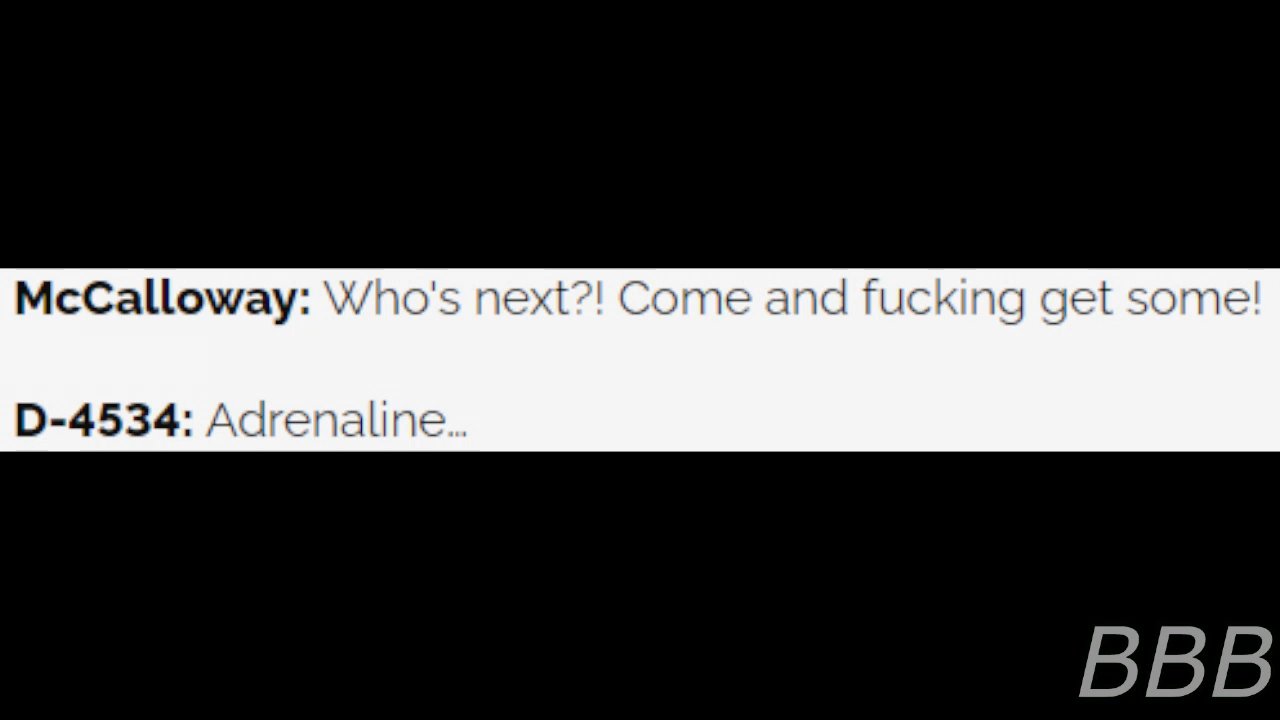 McCalloway: Who's next?! Come and fucking get some!
D-4534: Adrenaline…
BBB